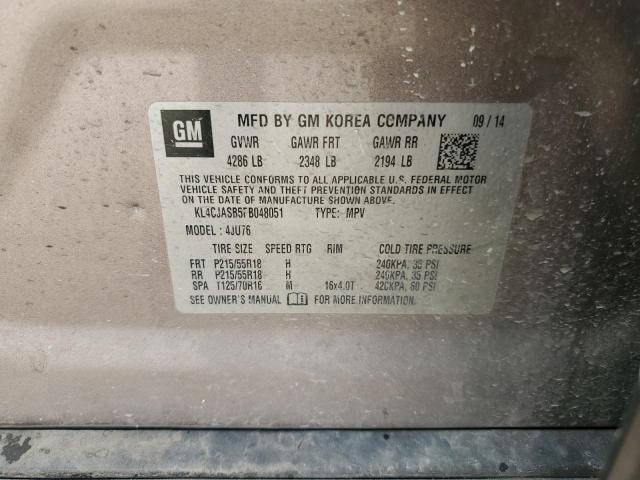 GM MFD BY GM KOREA COMPANY 09/14
GVWR GAWR FRT GAWR RR
4286 LB 2348 LB 2194 LB
THIS VEHICLE CONFORMS TO ALL APPLICABLE U.S. FEDERAL MOTOR
VEHICLE SAFETY AND THEFT PREVENTION STANDARDS IN EFFECT
ON THE DATE OF MANUFACTURE SHOWN ABOVE.
KL4CJASB5FB048051 TYPE: MPV
MODEL: 4JU76
TIRE SIZE SPEED RTG RIM COLD TIRE PRESSURE
FRT P215/55R18 H 240KPA, 35 PSI
RR P215/55R18 H 240KPA, 35 PSI
SPA T125/70R16 M 16x4.0T 420KPA, 60 PSI
SEE OWNER'S MANUAL FOR MORE INFORMATION.